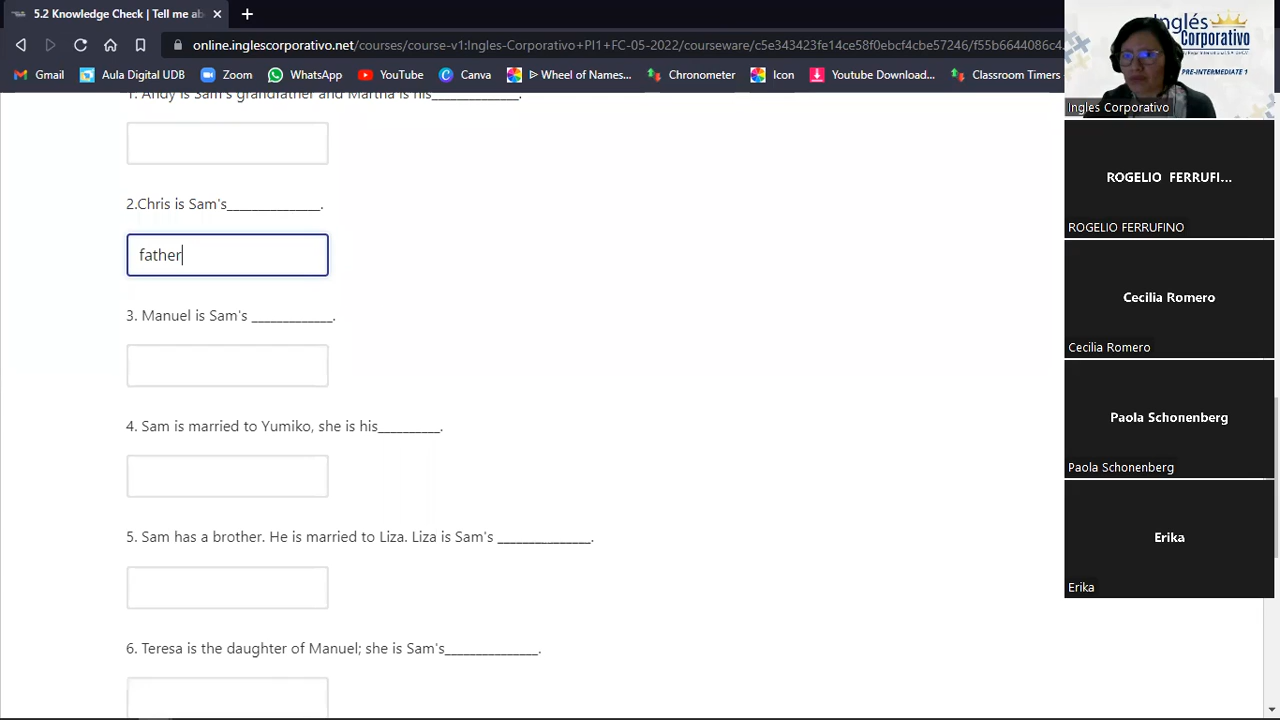 5.2 Knowledge Check | Tell me ab
online.inglescorporativo.net/courses/course-v1:Ingles-Corporativo+PI1+FC-05-2022/courseware/c5e343423fe14ce58f0ebcf4cbe57246/f55b6644086c4.
Gmail Aula Digital UDB Zoom WhatsApp YouTube Canva ᐅ Wheel of Names... Chronometer Icon Youtube Download... Classroom Timers
1. Andy is Sam's grandfather and Martha is his______________.
2.Chris is Sam's______________.
father
3. Manuel is Sam's ____________.
4. Sam is married to Yumiko, she is his_________.
5. Sam has a brother. He is married to Liza. Liza is Sam's ______________.
6. Teresa is the daughter of Manuel; she is Sam's______________.
Inglés
Corporativo
PRE-INTERMEDIATE 1
Ingles Corporativo
ROGELIO FERRUFI...
ROGELIO FERRUFINO
Cecilia Romero
Cecilia Romero
Paola Schonenberg
Paola Schonenberg
Erika
Erika